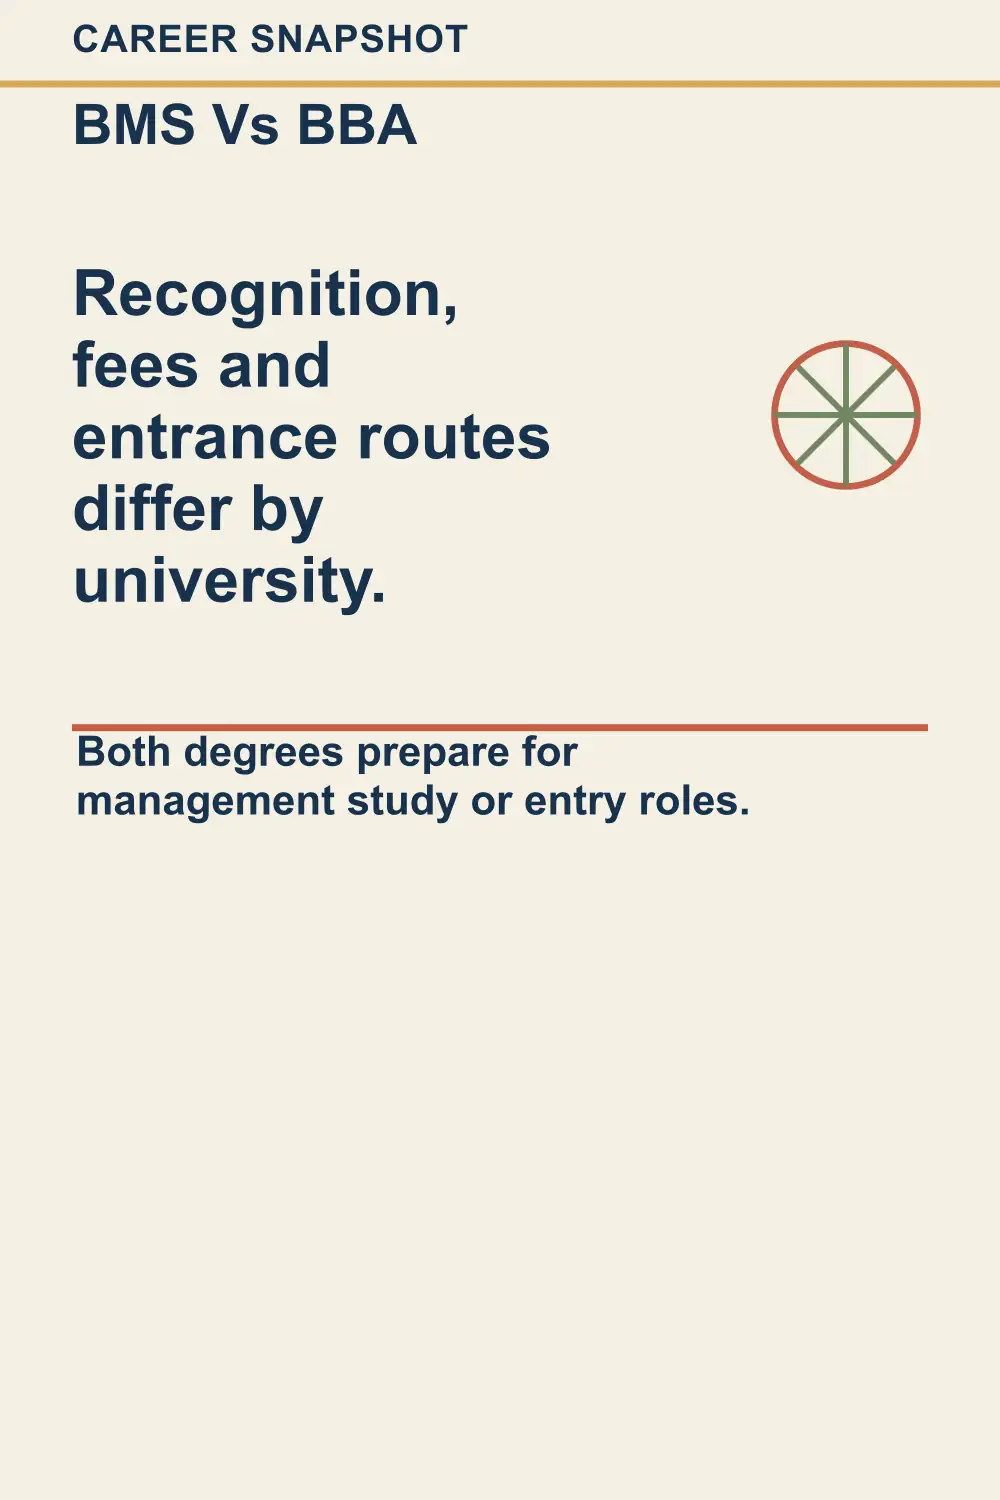 CAREER SNAPSHOT
BMS Vs BBA
Recognition,
fees and
entrance routes
differ by
university.
Both degrees prepare for
management study or entry roles.